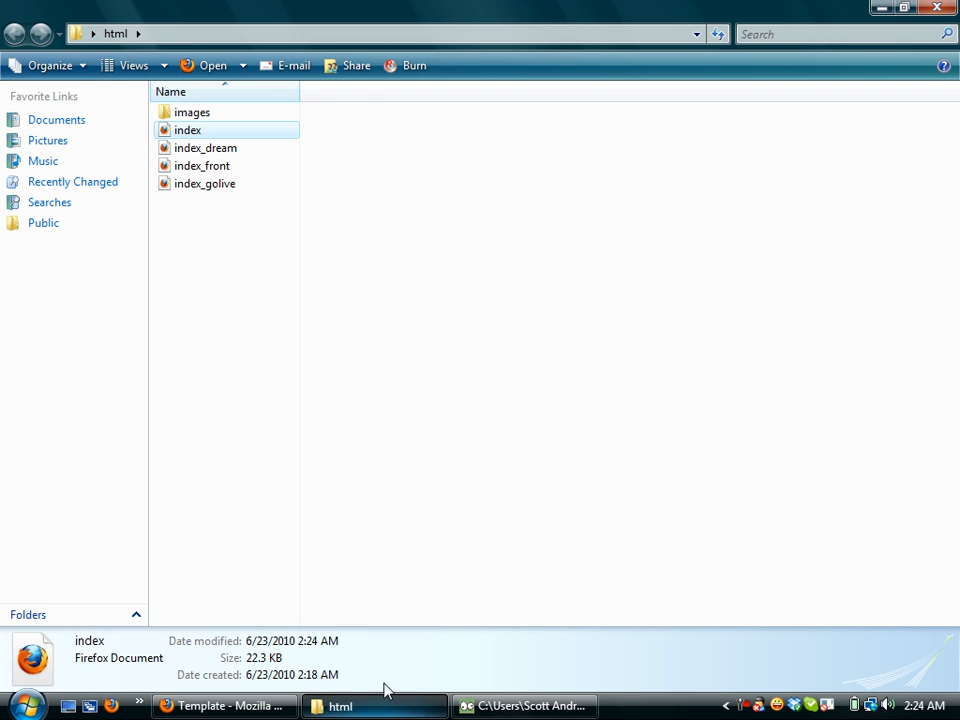 html
Search
Organize Views Open E-mail Share Burn
Favorite Links
Documents
Pictures
Music
Recently Changed
Searches
Public
Folders
Name
images
index
index_dream
index_front
index_golive
index Date modified: 6/23/2010 2:24 AM
Firefox Document Size: 22.3 KB
Date created: 6/23/2010 2:18 AM
Template - Mozilla ... html C:\Users\Scott Andr... 2:24 AM